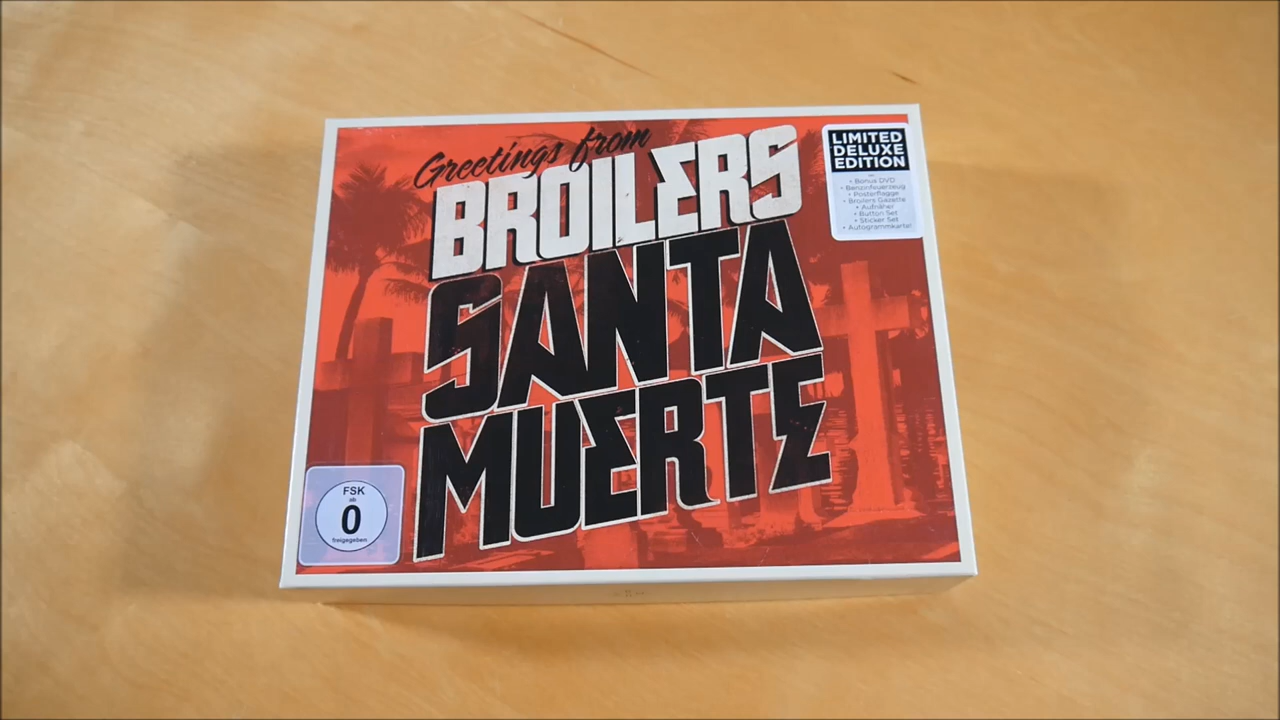 Greetings from
BROILERS
SANTA
MUERTE
LIMITED
DELUXE
EDITION
• Bonus DVD
• Benzinfeuerzeug
• Posterflagge
• Broilers Gazette
• Aufnäher
• Button Set
• Sticker Set
• Autogrammkarte!
FSK
ab
0
freigegeben